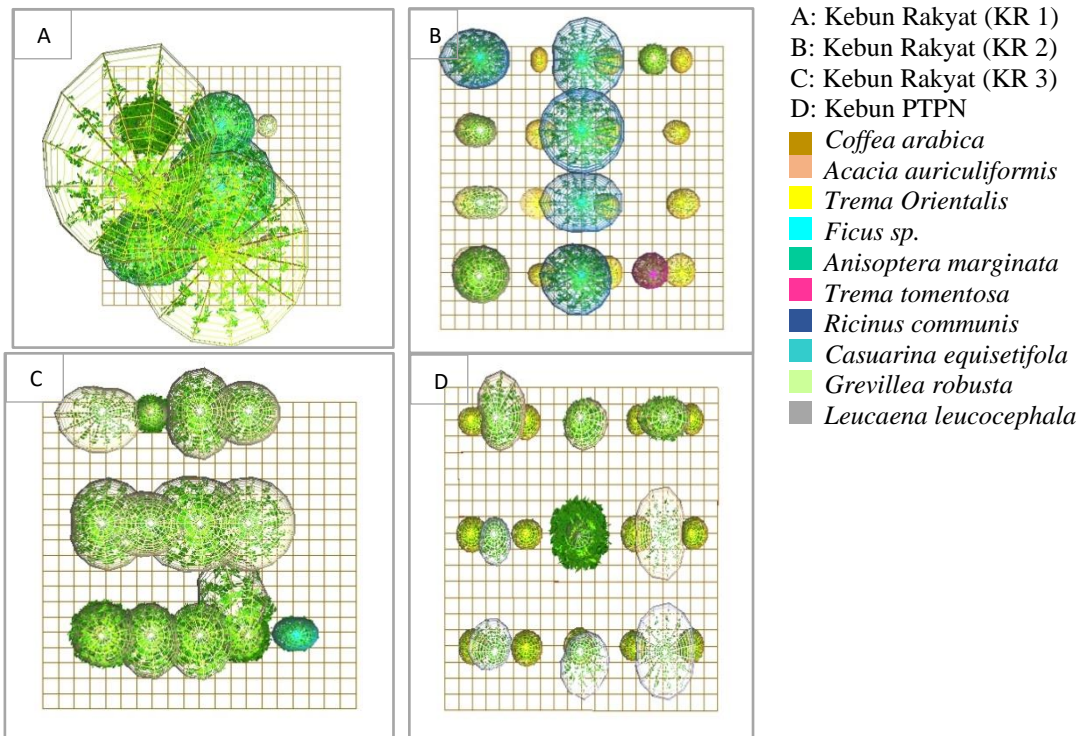 A
B
C
D
A: Kebun Rakyat (KR 1)
B: Kebun Rakyat (KR 2)
C: Kebun Rakyat (KR 3)
D: Kebun PTPN
Coffea arabica
Acacia auriculiformis
Trema Orientalis
Ficus sp.
Anisoptera marginata
Trema tomentosa
Ricinus communis
Casuarina equisetifola
Grevillea robusta
Leucaena leucocephala